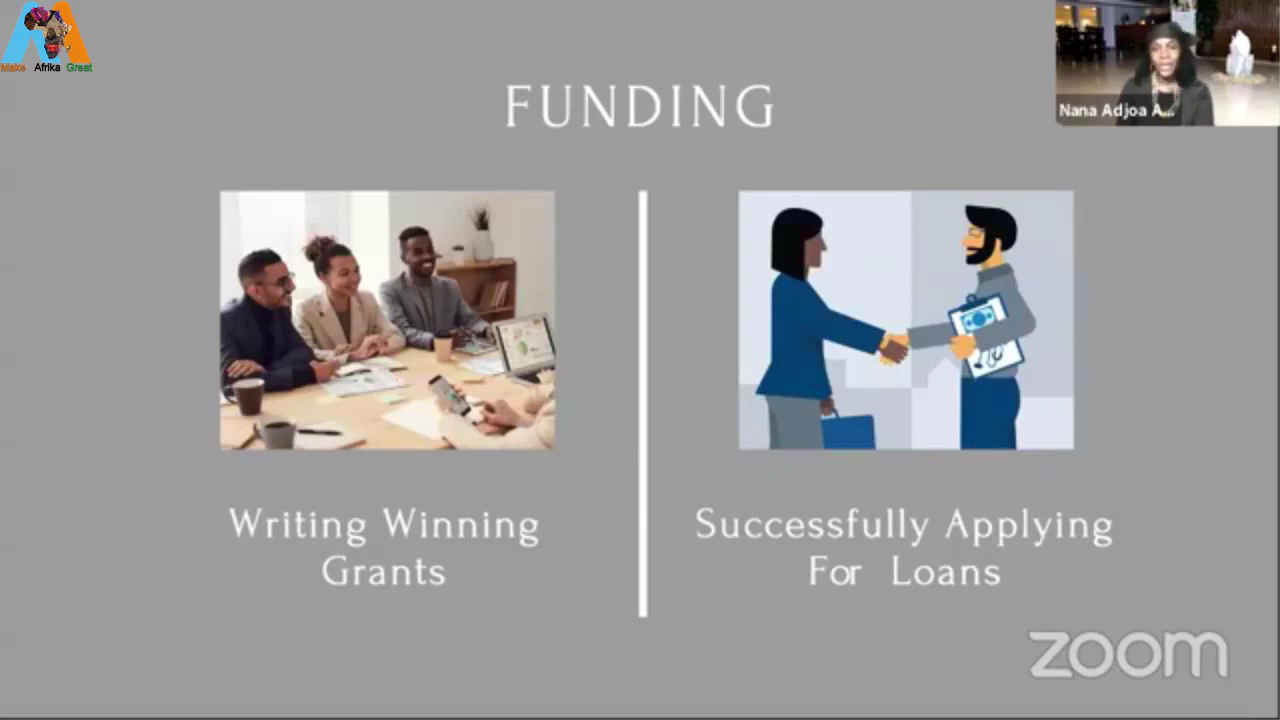 Make Afrika Great
Nana Adjoa A...
FUNDING
Writing Winning
Grants
Successfully Applying
For Loans
zoom